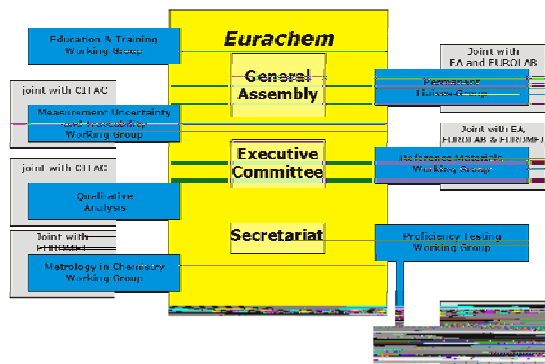 Eurachem
General
Assembly
Executive
Committee
Secretariat
Education & Training
Working Group
joint with CITAC
Measurement Uncertainty
and Traceability
Working Group
joint with CITAC
Qualitative
Analysis
Joint with
EUROMET
Metrology in Chemistry
Working Group
Joint with
EA and EUROLAB
Permanent
Liaison Group
Joint with EA,
EUROLAB & EUROMET
Reference Materials
Working Group
Proficiency Testing
Working Group